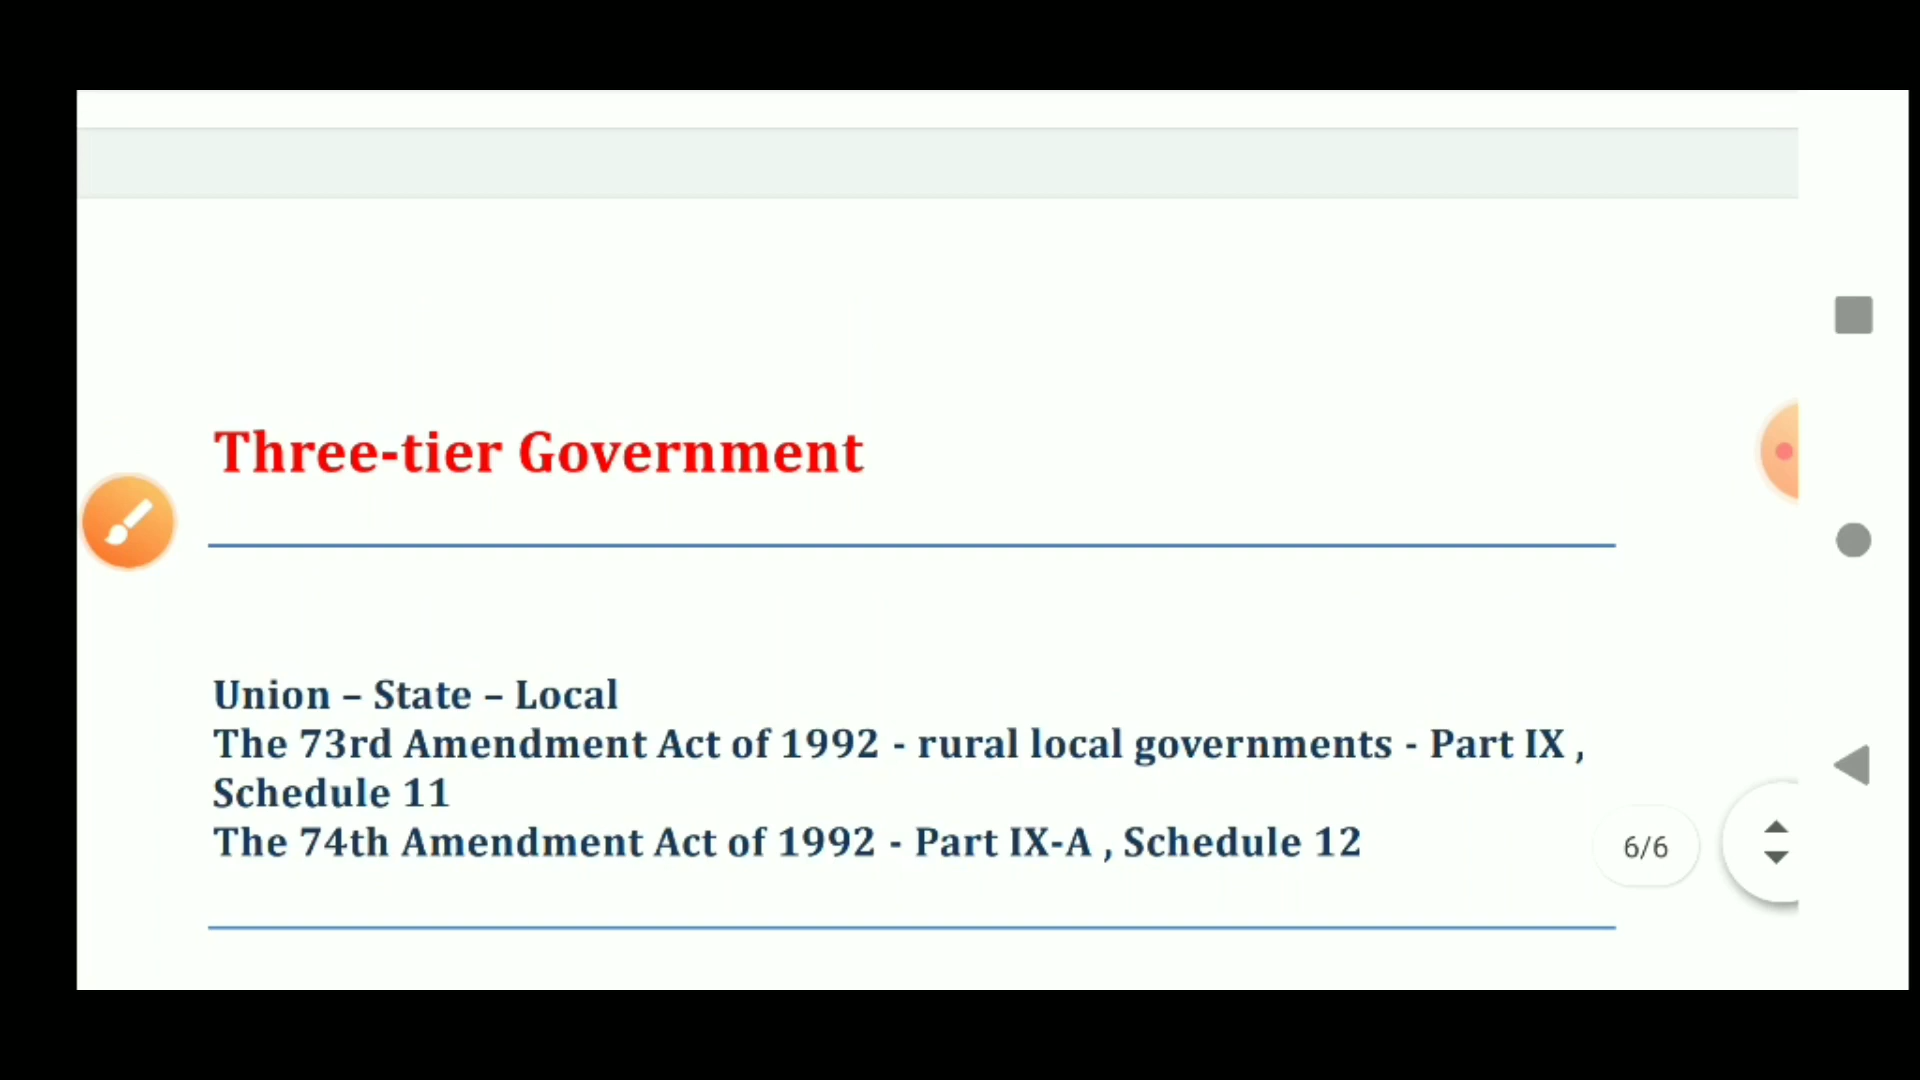 Three-tier Government
Union – State – Local
The 73rd Amendment Act of 1992 - rural local governments - Part IX ,
Schedule 11
The 74th Amendment Act of 1992 - Part IX-A , Schedule 12
6/6